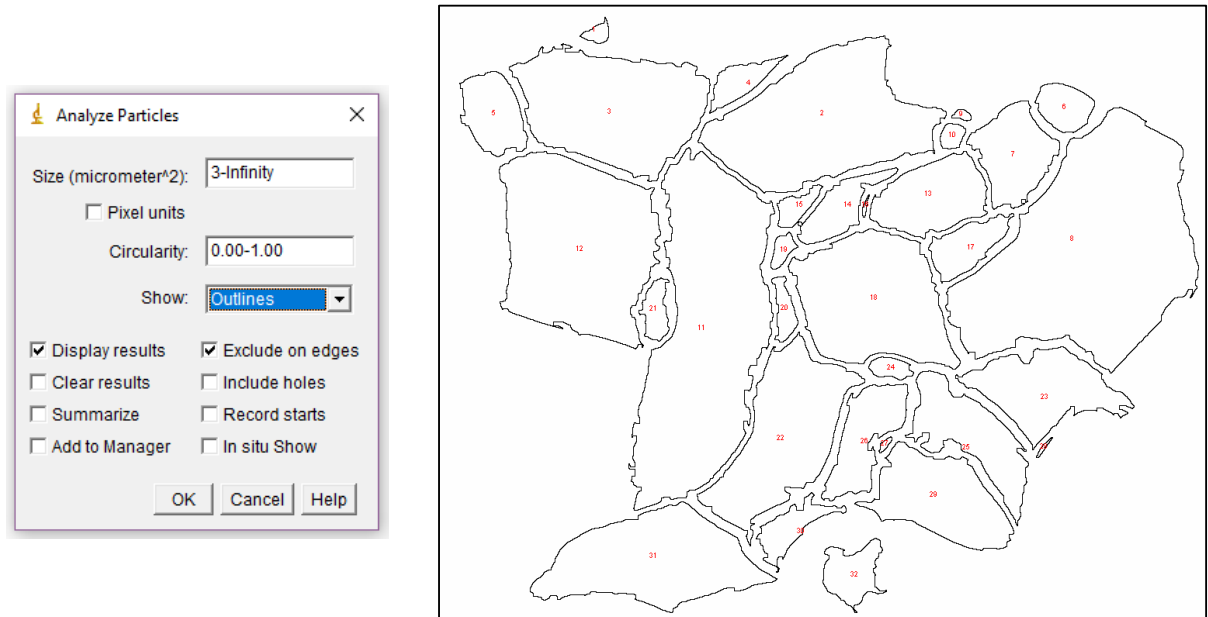 Analyze Particles
Size (micrometer^2): 3-Infinity
Pixel units
Circularity: 0.00-1.00
Show: Outlines
Display results Exclude on edges
Clear results Include holes
Summarize Record starts
Add to Manager In situ Show
OK Cancel Help
4
5
3
2
6
9
10
7
13
15
14
12
19
17
8
18
21
20
11
24
23
22
26
25
29
30
31
32